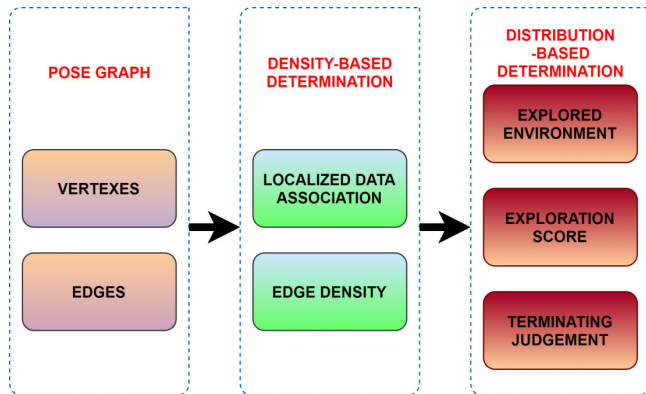 POSE GRAPH
VERTEXES
EDGES
DENSITY-BASED
DETERMINATION
LOCALIZED DATA
ASSOCIATION
EDGE DENSITY
DISTRIBUTION
-BASED
DETERMINATION
EXPLORED
ENVIRONMENT
EXPLORATION
SCORE
TERMINATING
JUDGEMENT